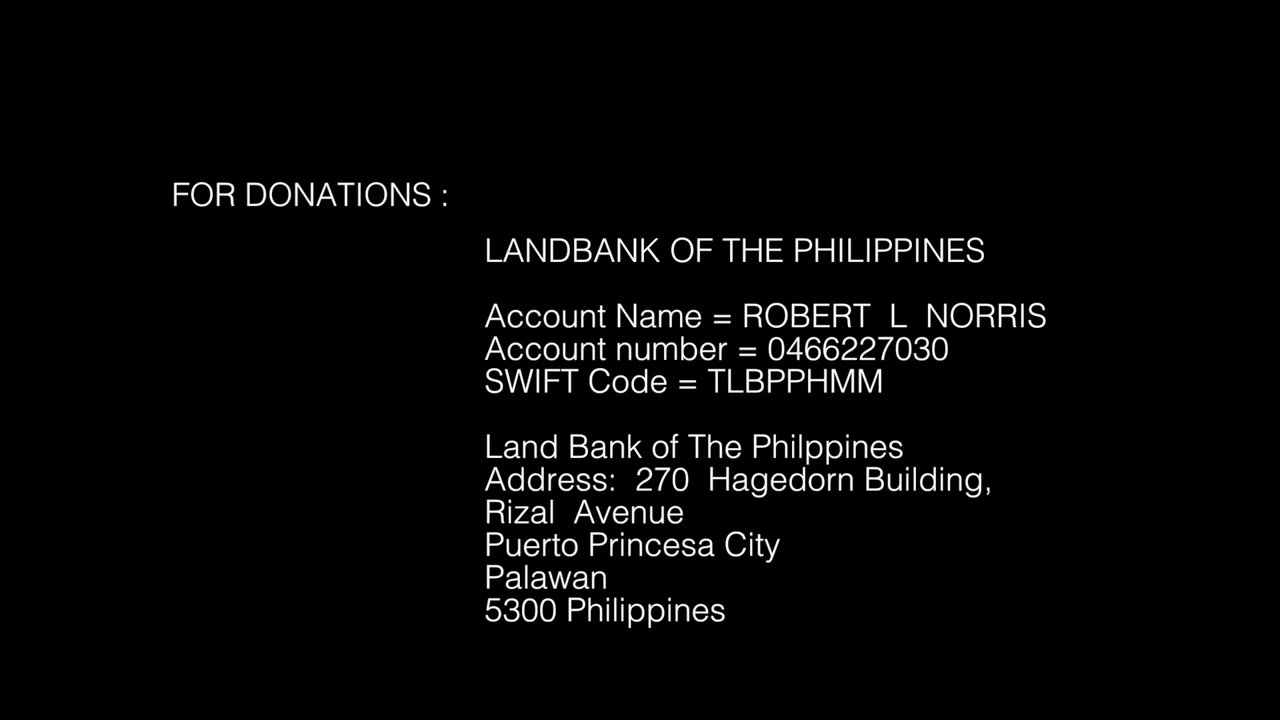 FOR DONATIONS :
LANDBANK OF THE PHILIPPINES
Account Name = ROBERT L NORRIS
Account number = 0466227030
SWIFT Code = TLBPPHMM
Land Bank of The Philppines
Address: 270 Hagedorn Building,
Rizal Avenue
Puerto Princesa City
Palawan
5300 Philippines